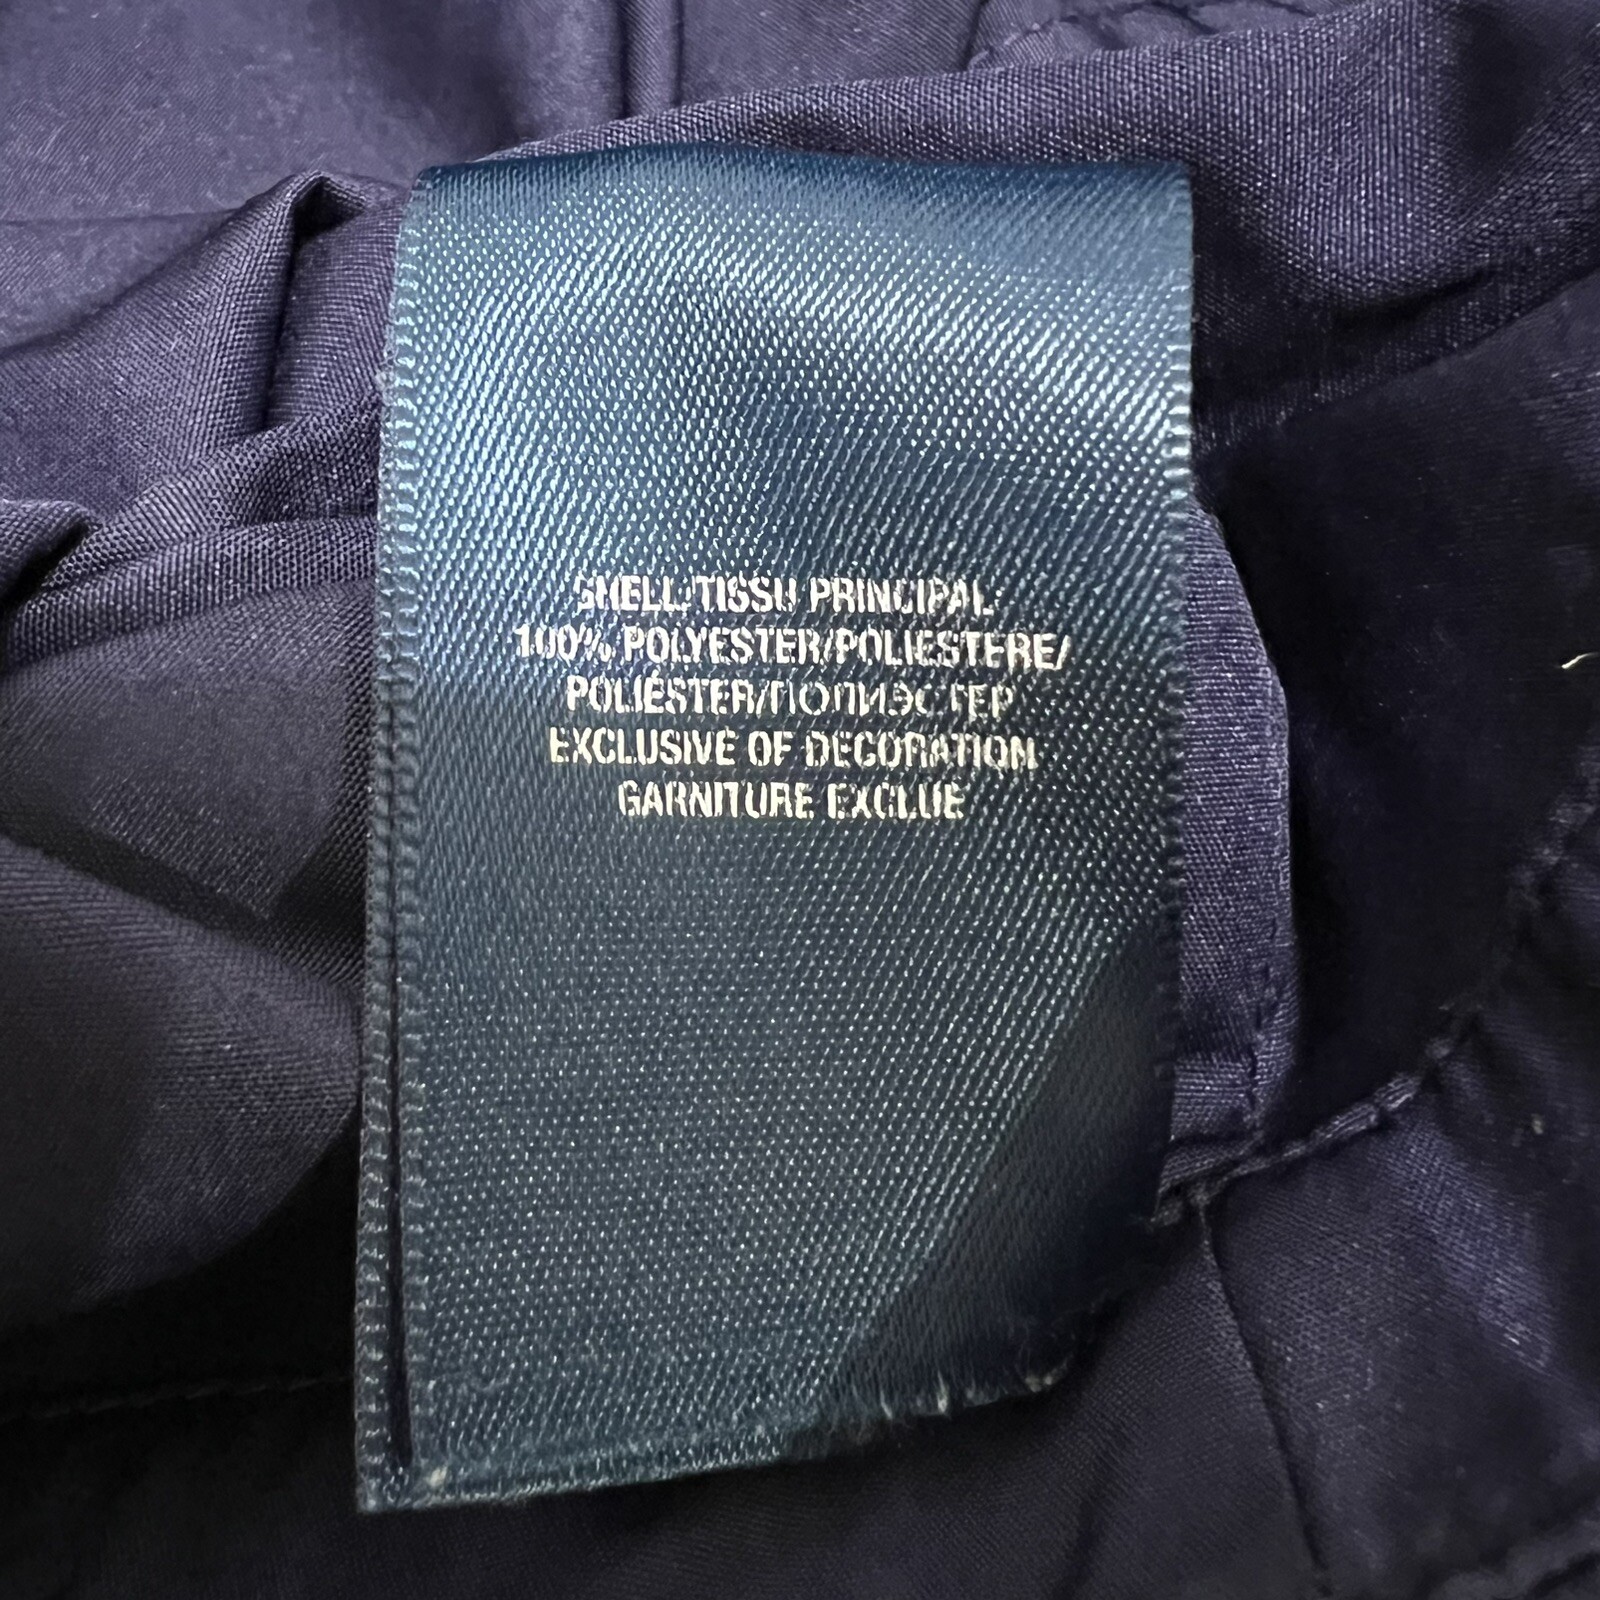 SHELL/TISSU PRINCIPAL:
100% POLYESTER/POLIESTERE/
POLIÉSTER/ПОЛИЭСТЕР
EXCLUSIVE OF DECORATION
GARNITURE EXCLUE